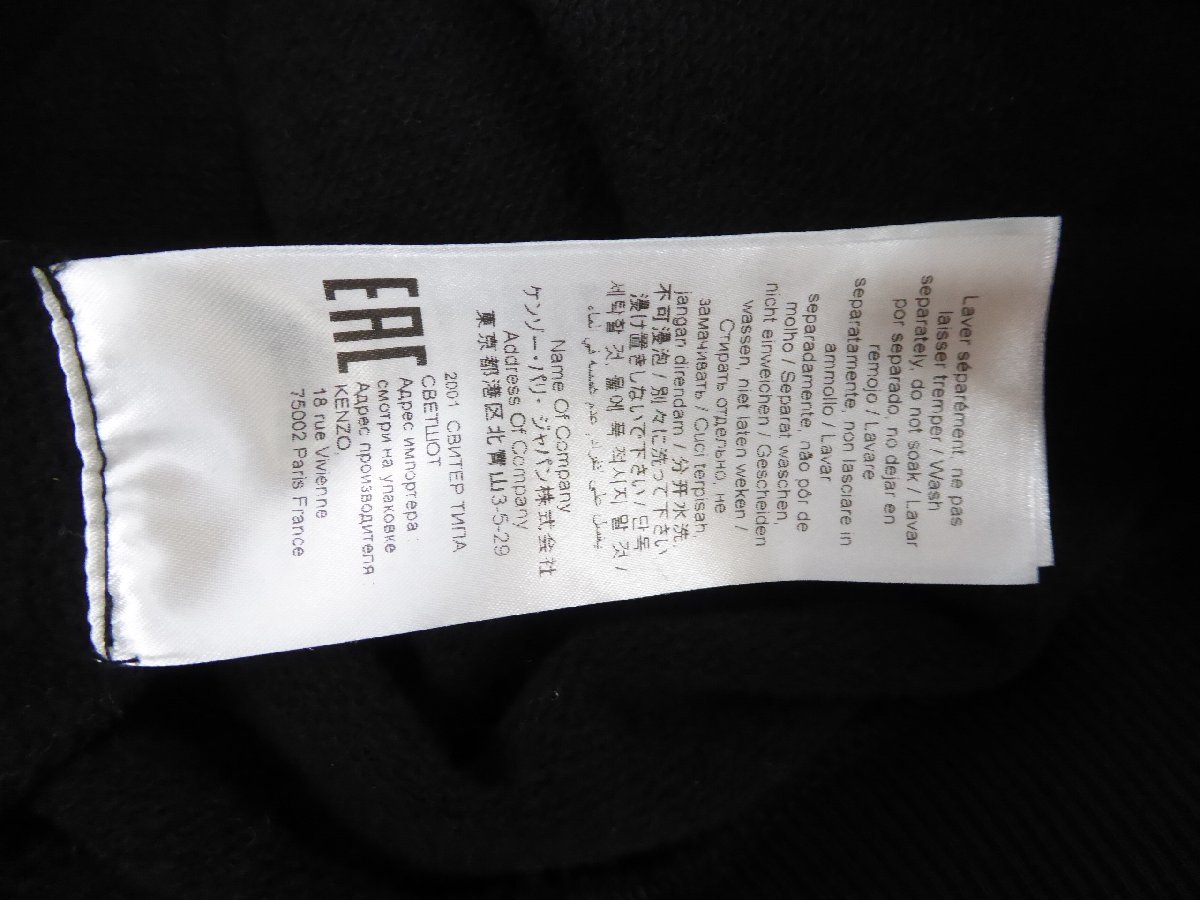 Laver séparément, ne pas
laisser tremper / Wash
separately, do not soak / Lavar
por separado, no dejar en
remojo / Lavare
separatamente, non lasciare in
ammollo / Lavar
separadamente, não pôr de
molho / Separat waschen,
nicht einweichen / Gescheiden
wassen, niet laten weken /
Стирать отдельно, не
замачивать / Cuci terpisah,
jangan direndam / 分开水洗,
不可浸泡 / 別々に洗って下さい
浸け置きしないで下さい / 단독
세탁할 것. 물에 푹 적시지 말 것 /
Name Of Company
ケンゾー・パリ・ジャパン株式会社
Address Of Company
東京都港区北青山3-5-29
EAC
2001 СВИТЕР ТИПА
СВЕТШОТ
Адрес импортера :
смотри на упаковке
Адрес производителя :
KENZO,
18 rue Vivienne
75002 Paris France